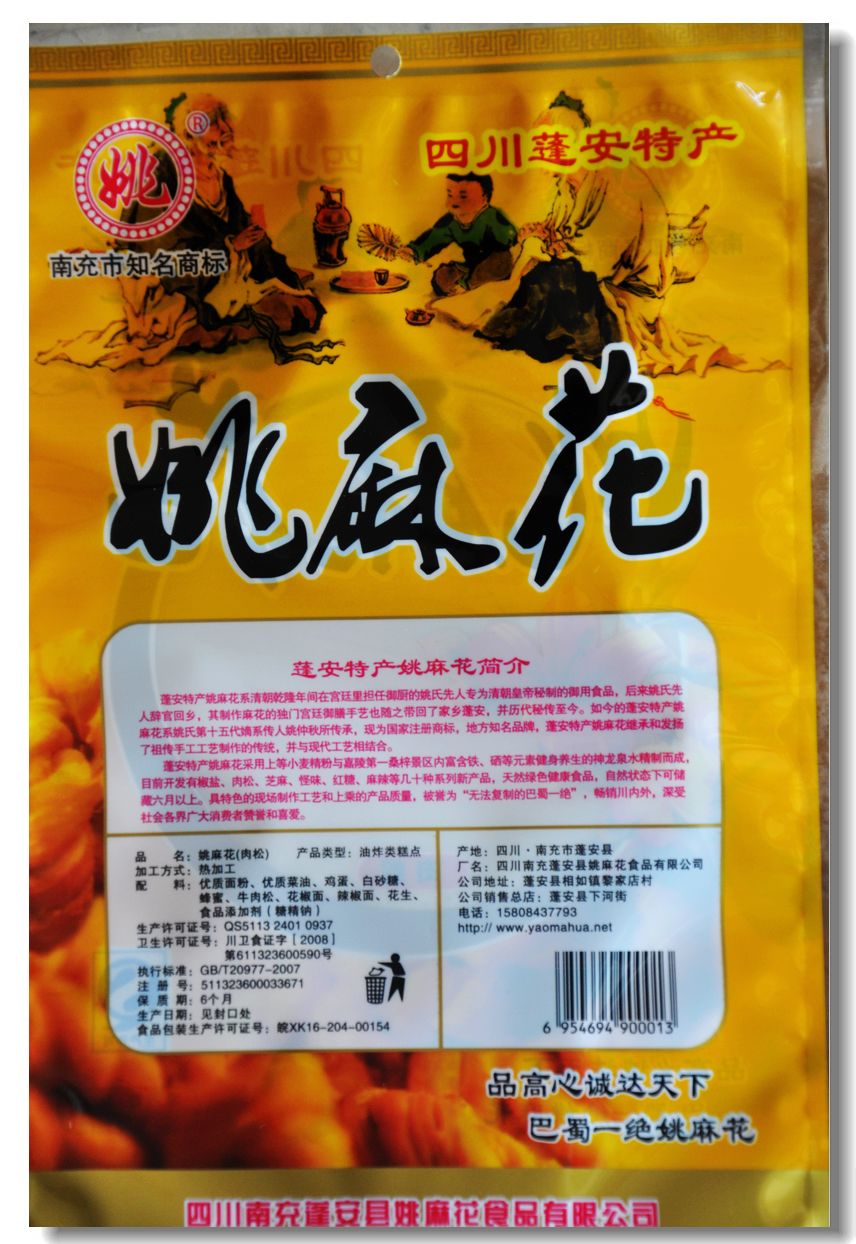 姚
®
南充市知名商标
四川蓬安特产
姚麻花
蓬安特产姚麻花简介
蓬安特产姚麻花系清朝乾隆年间在宫廷里担任御厨的姚氏先人专为清朝皇帝秘制的御用食品，后来姚氏先
人辞官回乡，其制作麻花的独门宫廷御膳手艺也随之带回了家乡蓬安，并历代秘传至今。如今的蓬安特产姚
麻花系姚氏第十五代嫡系传人姚仲秋所传承，现为国家注册商标，地方知名品牌，蓬安特产姚麻花继承和发扬
了祖传手工工艺制作的传统，并与现代工艺相结合。
蓬安特产姚麻花采用上等小麦精粉与嘉陵第一桑梓景区内富含铁、硒等元素健身养生的神龙泉水精制而成，
目前开发有椒盐、肉松、芝麻、怪味、红糖、麻辣等几十种系列新产品，天然绿色健康食品，自然状态下可储
藏六月以上。具特色的现场制作工艺和上乘的产品质量，被誉为“无法复制的巴蜀一绝”，畅销川内外，深受
社会各界广大消费者赞誉和喜爱。
品 名：姚麻花(肉松) 产品类型：油炸类糕点
加工方式：热加工
配 料：优质面粉、优质菜油、鸡蛋、白砂糖、
蜂蜜、牛肉松、花椒面、辣椒面、花生、
食品添加剂（糖精钠）
生产许可证号：QS5113 2401 0937
卫生许可证号：川卫食证字［2008］
第611323600590号
执行标准：GB/T20977-2007
注 册 号：511323600033671
保 质 期：6个月
生产日期：见封口处
食品包装生产许可证号：皖XK16-204-00154
产地：四川·南充市蓬安县
厂名：四川南充蓬安县姚麻花食品有限公司
公司地址：蓬安县相如镇黎家店村
公司销售总店：蓬安县下河街
电话：15808437793
http:// www.yaomahua.net
6 954694 900013
品高心诚达天下
巴蜀一绝姚麻花
四川南充蓬安县姚麻花食品有限公司